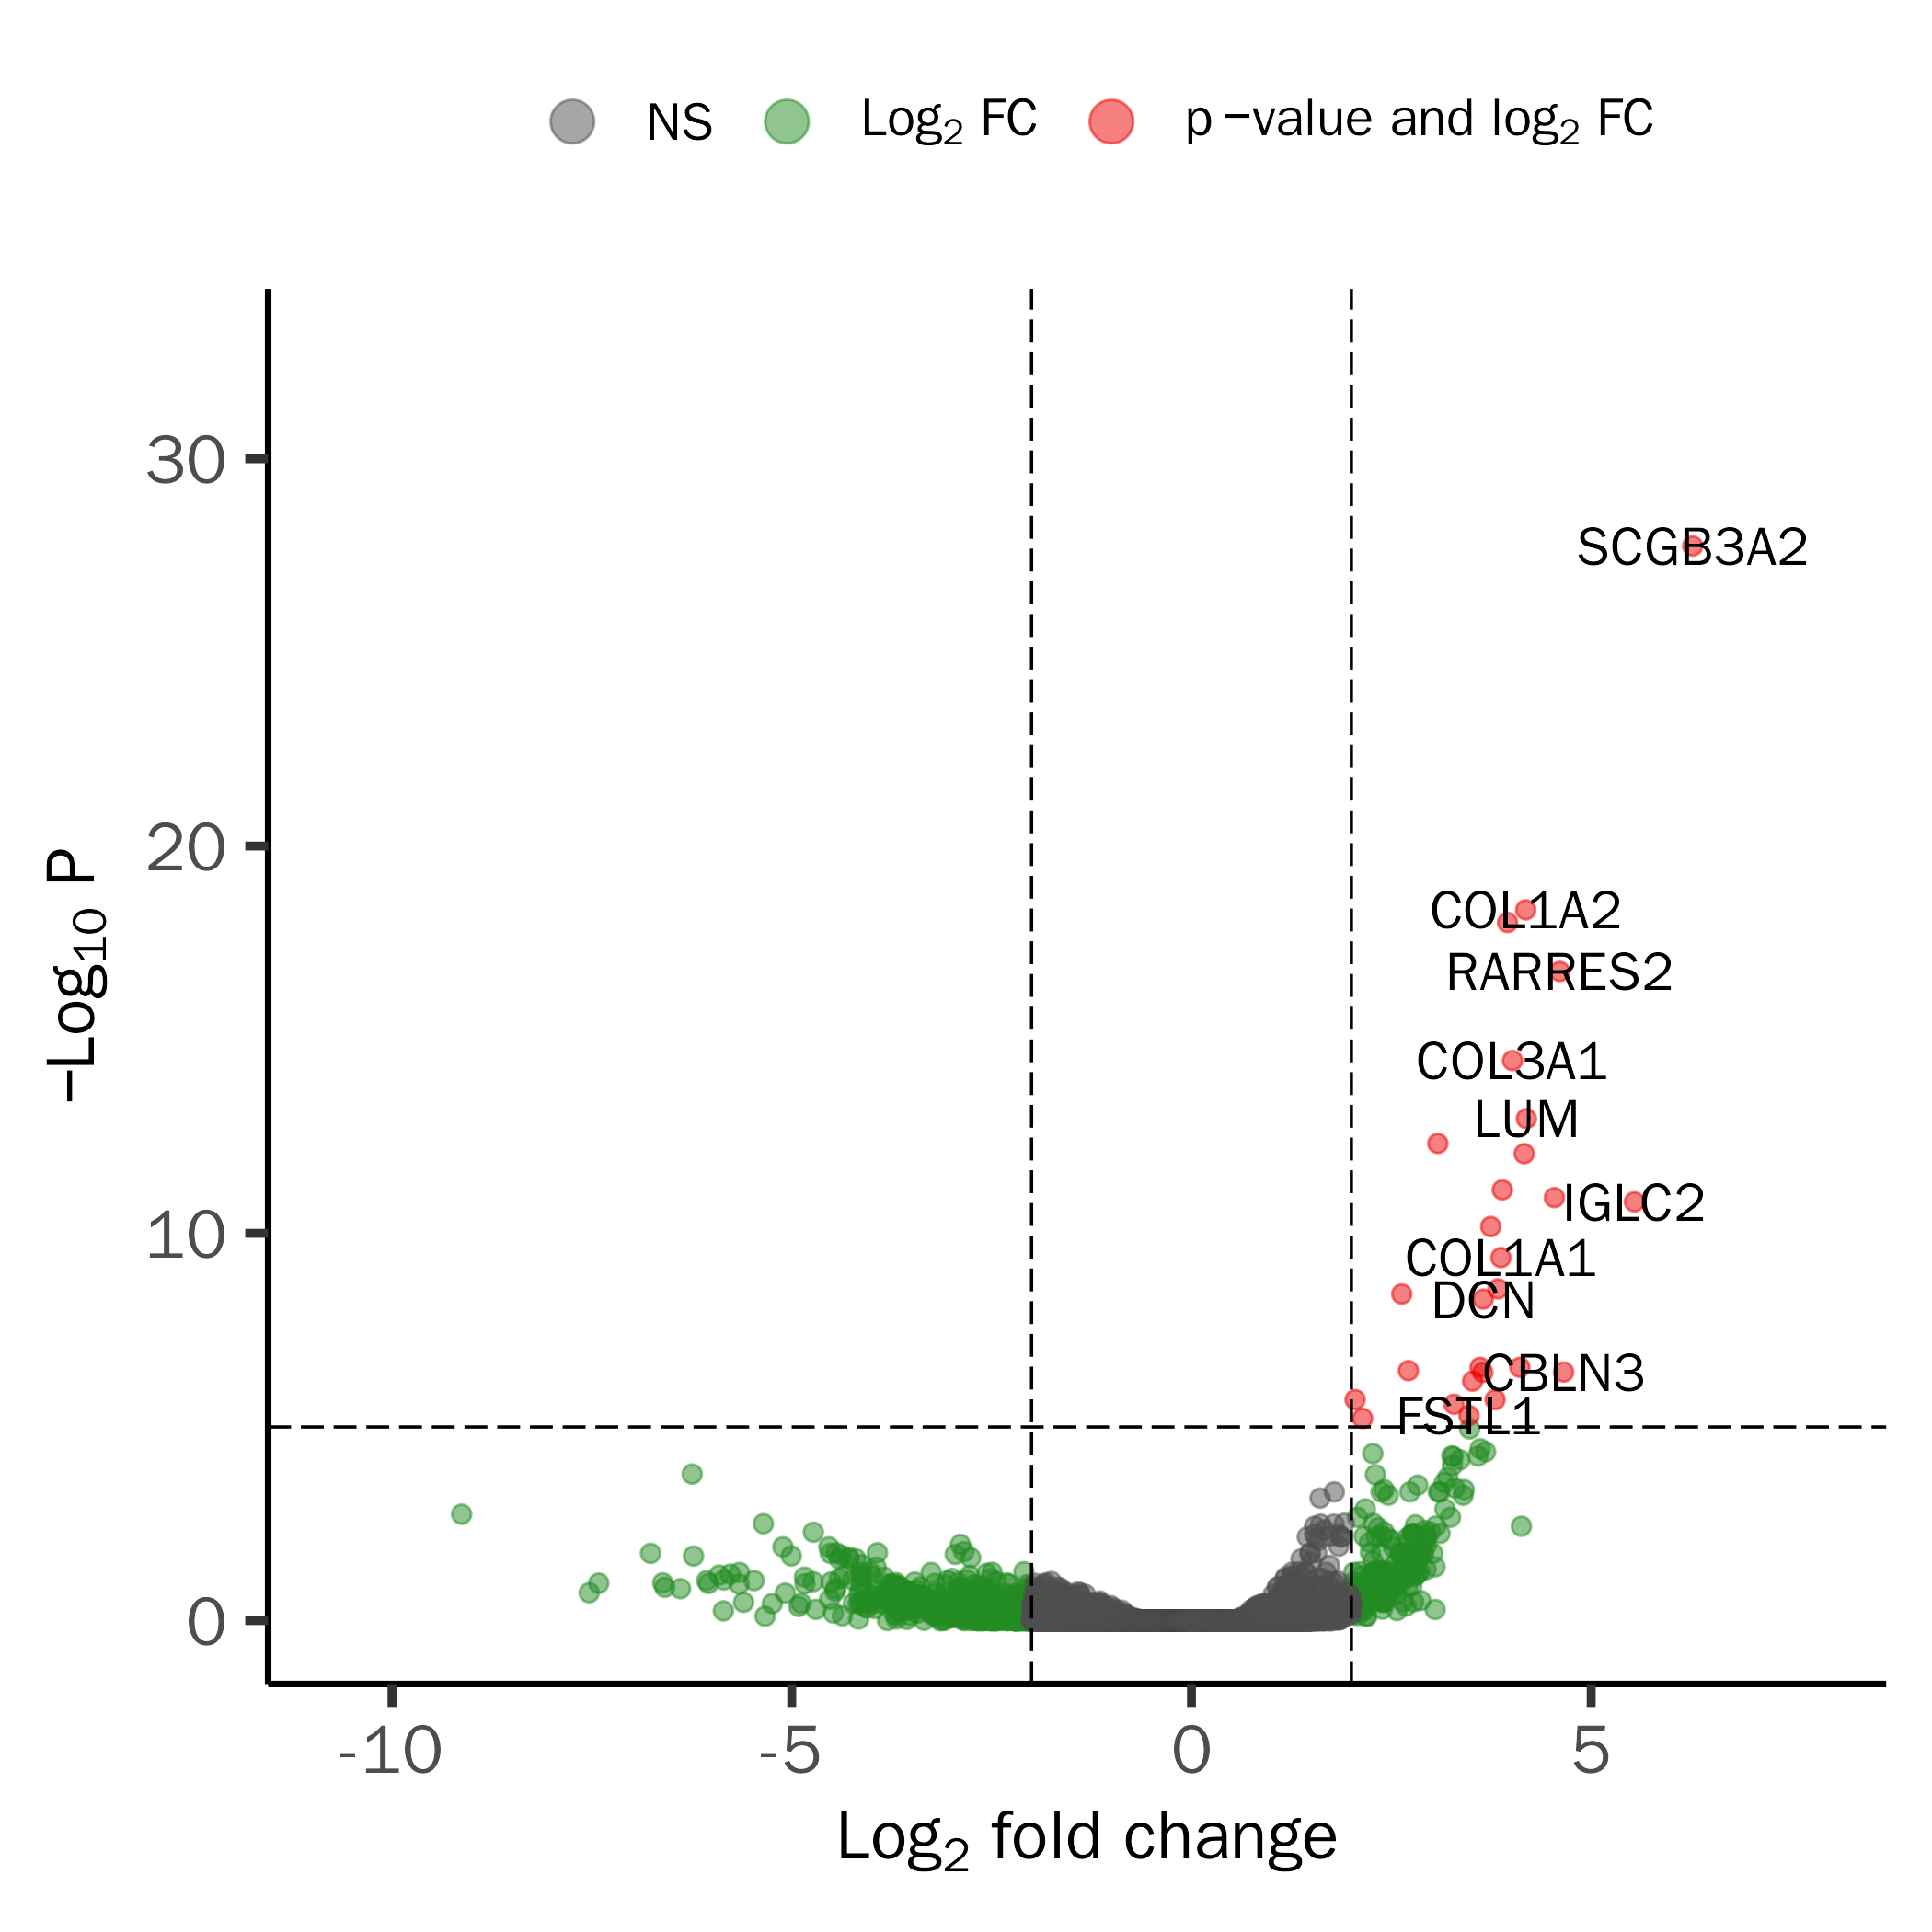 NS Log2 FC p −value and log2 FC
30
20
10
0
−Log10 P
SCGB3A2
COL1A2
RARRES2
COL3A1
LUM
IGLC2
COL1A1
DCN
CBLN3
FSTL1
-10 -5 0 5
Log2 fold change